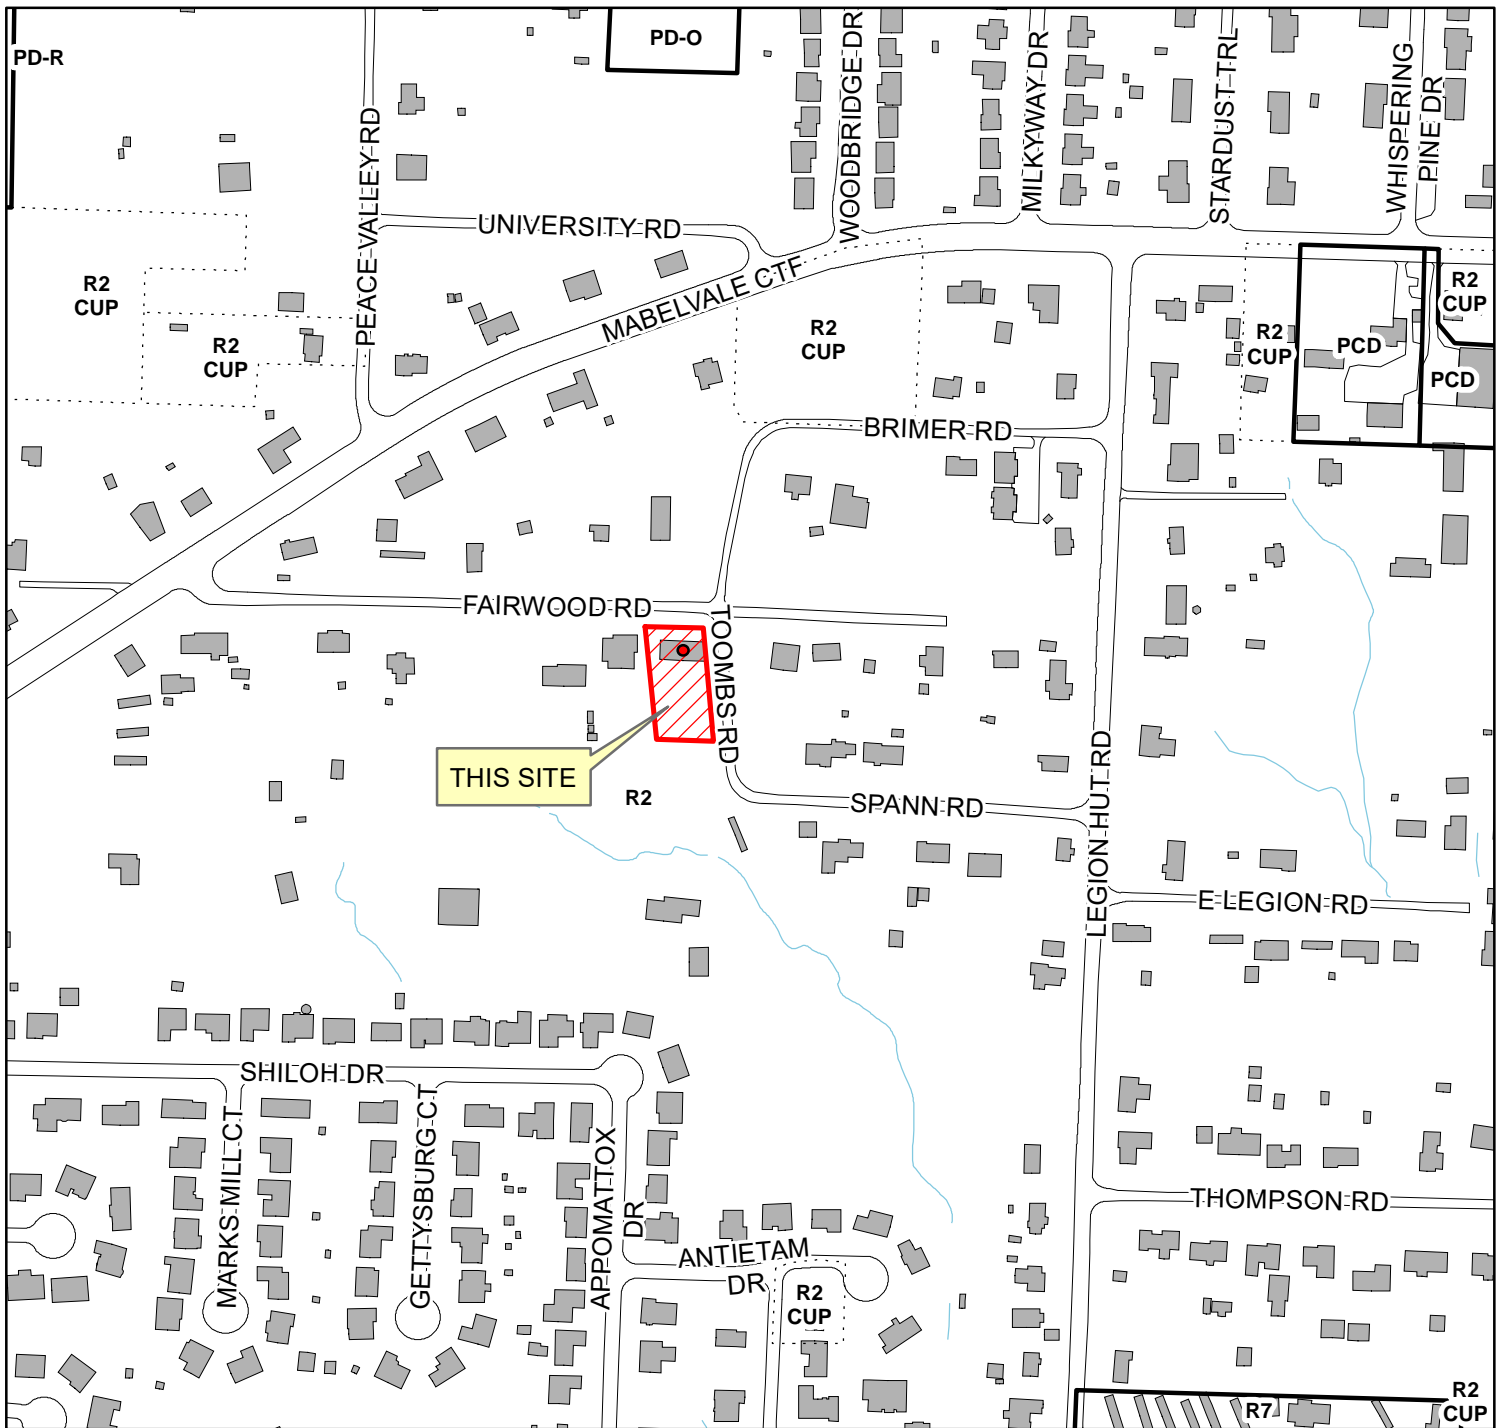 PD-R
PD-O
WOODBRIDGE DR
MILKYWAY DR
STARDUST TRL
WHISPERING
PINE DR
PEACE VALLEY RD
UNIVERSITY RD
MABELVALE CTF
R2
CUP
R2
CUP
R2
CUP
R2
CUP
PCD
R2
CUP
PCD
BRIMER RD
FAIRWOOD RD
TOOMBS RD
THIS SITE
R2
SPANN RD
LEGION HUT RD
E LEGION RD
SHILOH DR
MARKS MILL CT
GETTYSBURG CT
APPOMATTOX
DR
ANTIETAM
DR
R2
CUP
THOMPSON RD
R7
R2
CUP